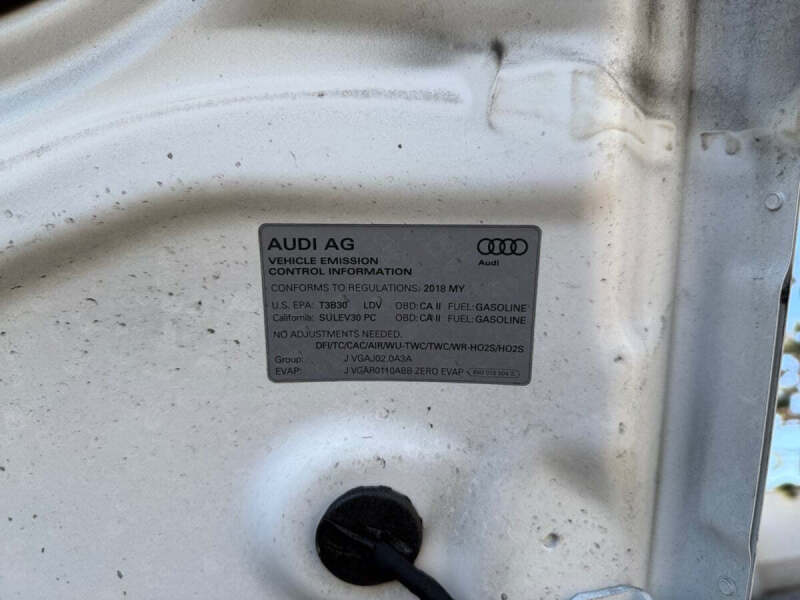 AUDI AG
Audi
VEHICLE EMISSION
CONTROL INFORMATION
CONFORMS TO REGULATIONS: 2018 MY
U.S. EPA: T3B30 LDV OBD: CA II FUEL: GASOLINE
California: SULEV30 PC OBD: CA II FUEL: GASOLINE
NO ADJUSTMENTS NEEDED.
DFI/TC/CAC/AIR/WU-TWC/TWC/WR-HO2S/HO2S
Group: J VGAJ02.0A3A
EVAP: J VGAR0110ABB ZERO EVAP